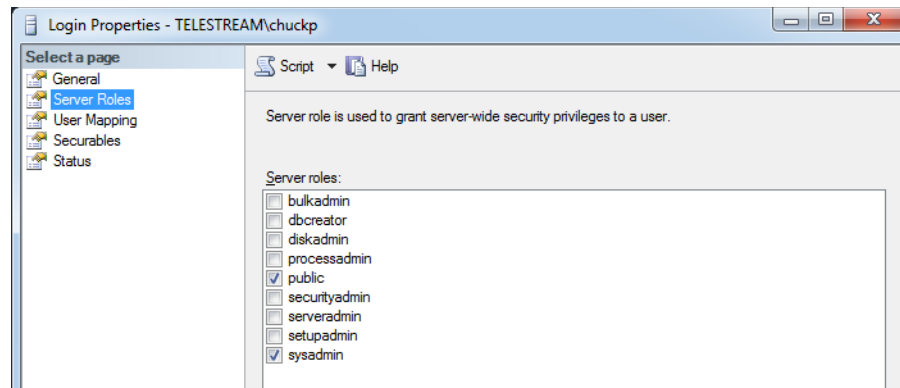 Login Properties - TELESTREAM\chuckp
Select a page
General
Server Roles
User Mapping
Securables
Status
Script Help
Server role is used to grant server-wide security privileges to a user.
Server roles:
bulkadmin
dbcreator
diskadmin
processadmin
public
securityadmin
serveradmin
setupadmin
sysadmin